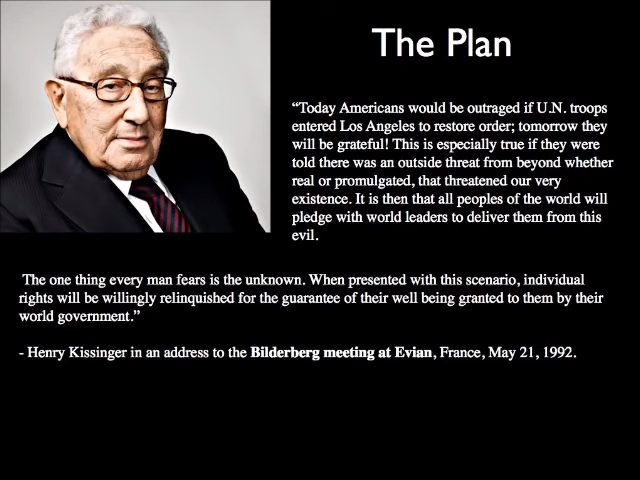 The Plan
“Today Americans would be outraged if U.N. troops
entered Los Angeles to restore order; tomorrow they
will be grateful! This is especially true if they were
told there was an outside threat from beyond whether
real or promulgated, that threatened our very
existence. It is then that all peoples of the world will
pledge with world leaders to deliver them from this
evil.
The one thing every man fears is the unknown. When presented with this scenario, individual
rights will be willingly relinquished for the guarantee of their well being granted to them by their
world government.”
- Henry Kissinger in an address to the Bilderberg meeting at Evian, France, May 21, 1992.